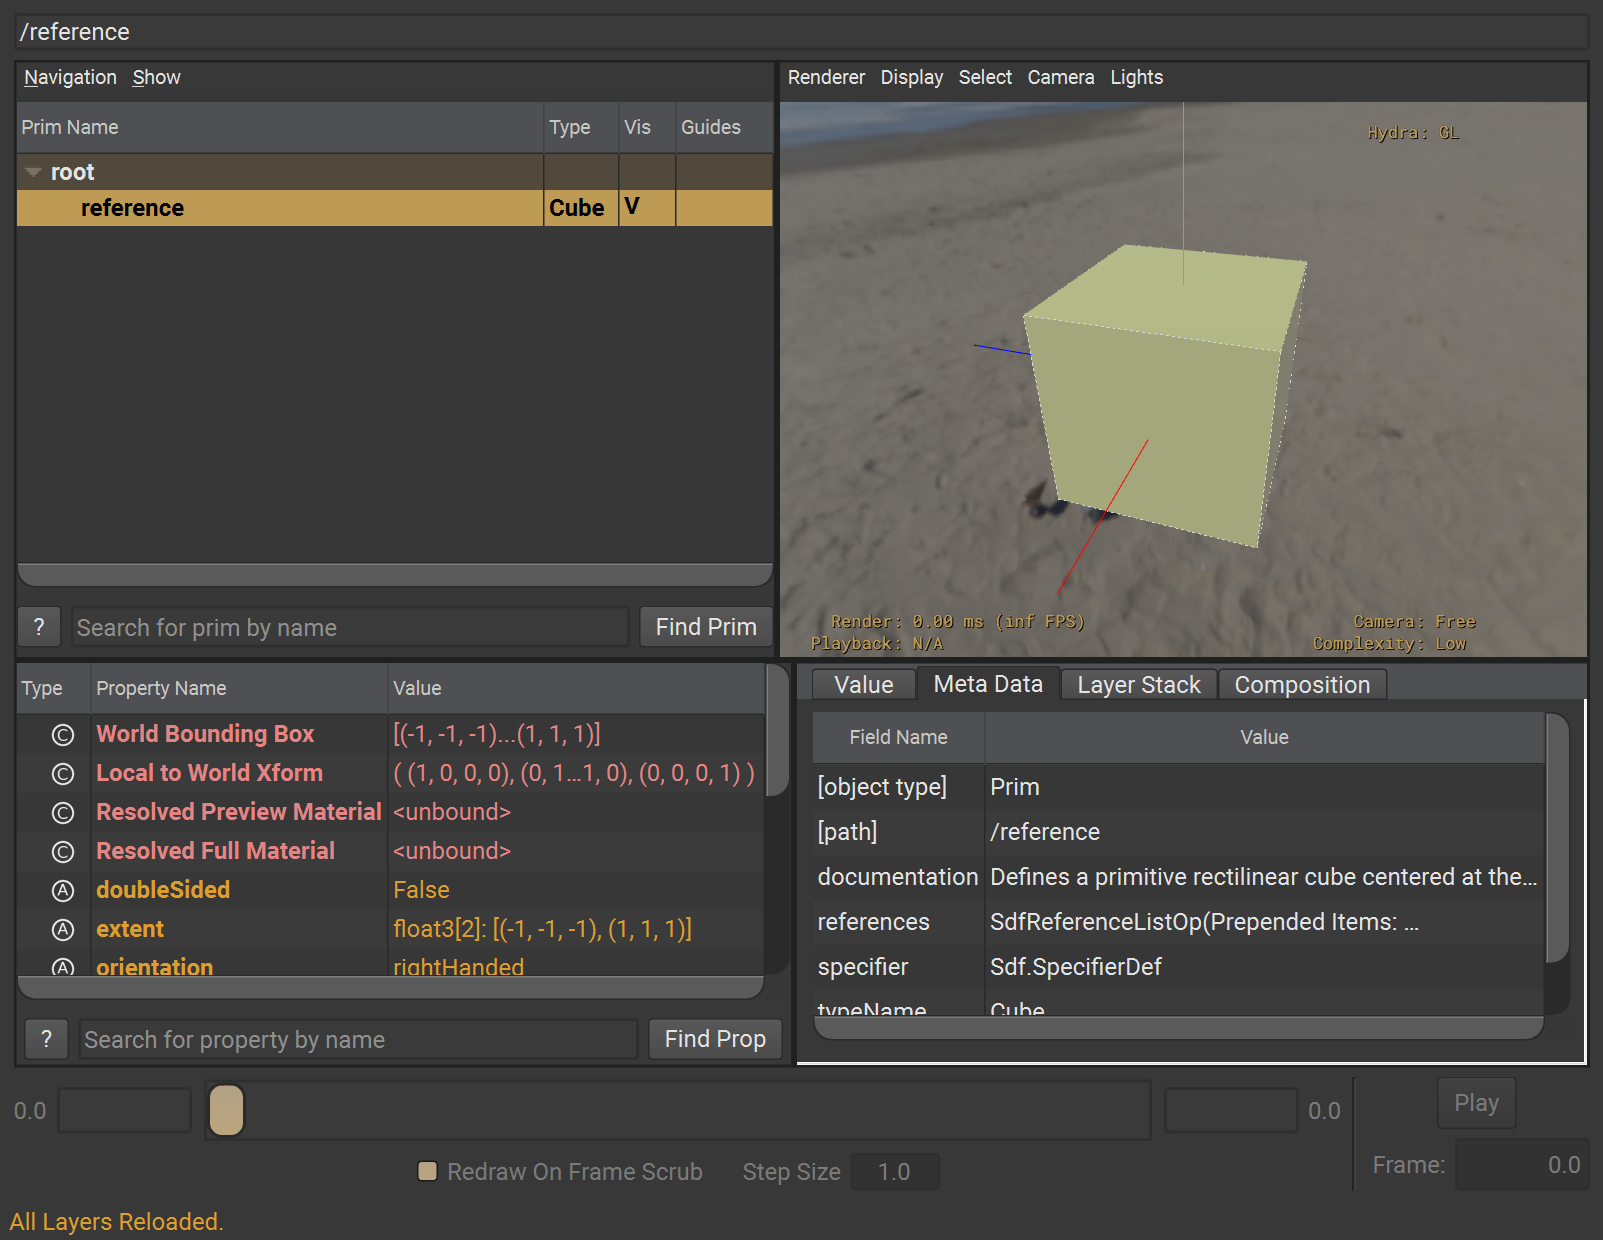 /reference
Navigation Show
Prim Name Type Vis Guides
root
reference Cube V
? Search for prim by name Find Prim
Renderer Display Select Camera Lights
Hydra: GL
Render: 0.00 ms (inf FPS)
Playback: N/A
Camera: Free
Complexity: Low
Type Property Name Value
C World Bounding Box [(-1, -1, -1)...(1, 1, 1)]
C Local to World Xform ( (1, 0, 0, 0), (0, 1...1, 0), (0, 0, 0, 1) )
C Resolved Preview Material <unbound>
C Resolved Full Material <unbound>
A doubleSided False
A extent float3[2]: [(-1, -1, -1), (1, 1, 1)]
A orientation rightHanded
? Search for property by name Find Prop
Value Meta Data Layer Stack Composition
Field Name Value
[object type] Prim
[path] /reference
documentation Defines a primitive rectilinear cube centered at the...
references SdfReferenceListOp(Prepended Items: ...
specifier Sdf.SpecifierDef
typeName Cube
0.0 0.0 Play
Redraw On Frame Scrub Step Size 1.0 Frame: 0.0
All Layers Reloaded.